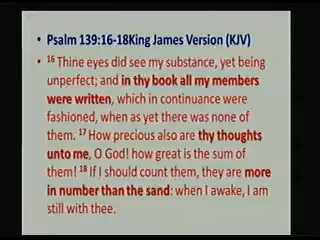 • Psalm 139:16-18King James Version (KJV)
• 16 Thine eyes did see my substance, yet being
unperfect; and in thy book all my members
were written, which in continuance were
fashioned, when as yet there was none of
them. 17 How precious also are thy thoughts
unto me, O God! how great is the sum of
them! 18 If I should count them, they are more
in number than the sand: when I awake, I am
still with thee.